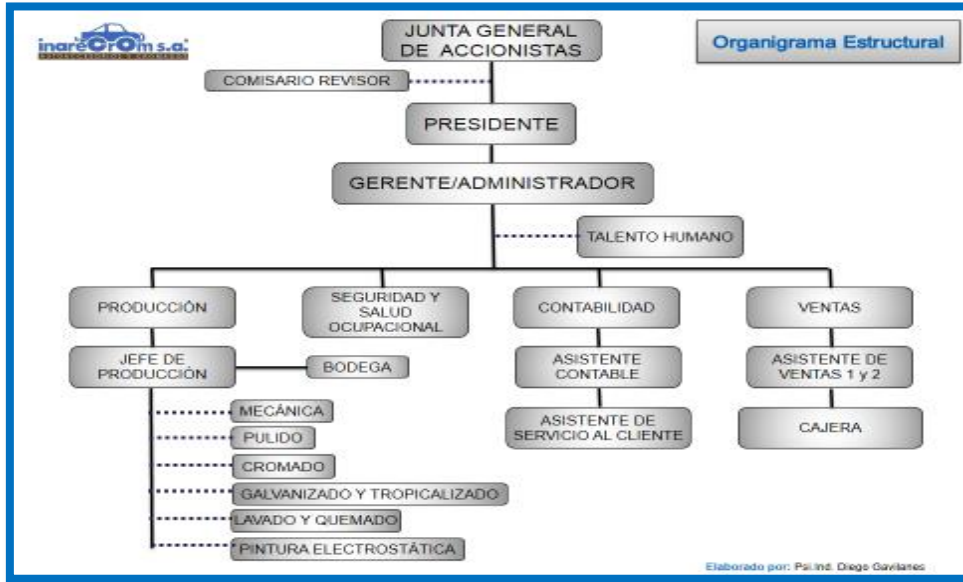 inarecrom s.a.
AUTOACCESORIOS Y CROMADOS
Organigrama Estructural
JUNTA GENERAL
DE ACCIONISTAS
COMISARIO REVISOR
PRESIDENTE
GERENTE/ADMINISTRADOR
TALENTO HUMANO
PRODUCCIÓN
SEGURIDAD Y
SALUD
OCUPACIONAL
CONTABILIDAD
VENTAS
JEFE DE
PRODUCCIÓN
BODEGA
ASISTENTE
CONTABLE
ASISTENTE DE
VENTAS 1 y 2
MECÁNICA
PULIDO
CROMADO
GALVANIZADO Y TROPICALIZADO
LAVADO Y QUEMADO
PINTURA ELECTROSTÁTICA
ASISTENTE DE
SERVICIO AL CLIENTE
CAJERA
Elaborado por: Psi.Ind. Diego Gavilanes